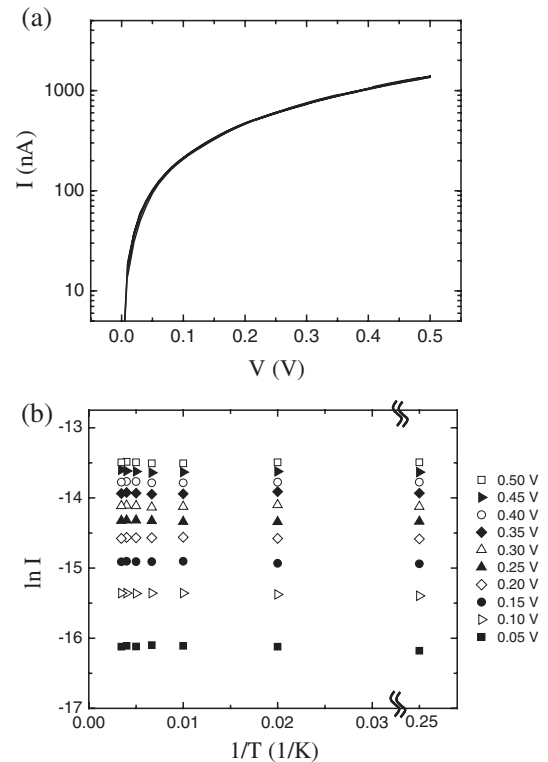 (a)
1000
100
10
I (nA)
0.0 0.1 0.2 0.3 0.4 0.5
V (V)
(b)
-13
-14
-15
-16
-17
ln I
0.00 0.01 0.02 0.03 0.25
1/T (1/K)
0.50 V
0.45 V
0.40 V
0.35 V
0.30 V
0.25 V
0.20 V
0.15 V
0.10 V
0.05 V